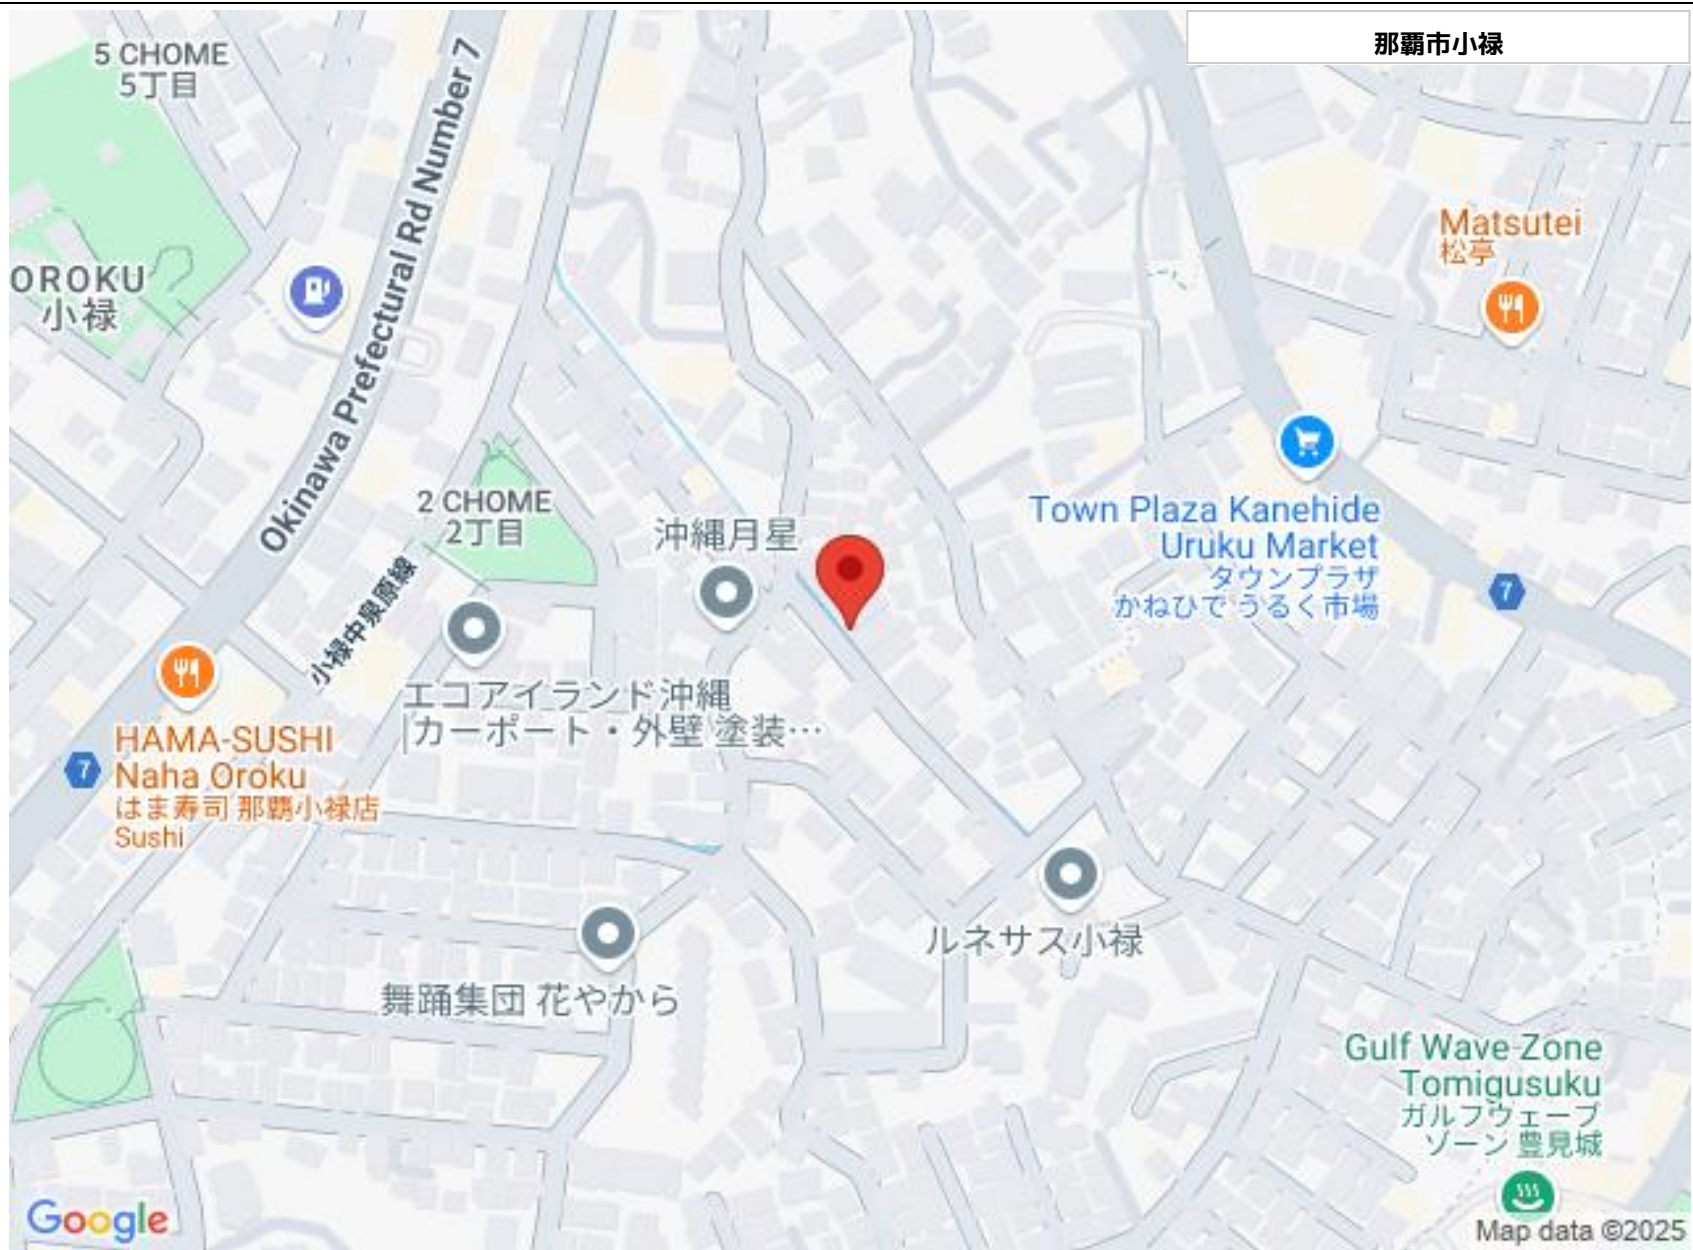 那覇市小禄
5 CHOME
5丁目
Okinawa Prefectural Rd Number 7
Matsutei
松亭
OROKU
小禄
2 CHOME
2丁目
沖縄月星
Town Plaza Kanehide
Uruku Market
タウンプラザ
かねひで うるく市場
7
小禄中泉原線
エコアイランド沖縄
|カーポート・外壁 塗装…
HAMA-SUSHI
Naha Oroku
はま寿司 那覇小禄店
Sushi
7
ルネサス小禄
舞踊集団 花やから
Gulf Wave Zone
Tomigusuku
ガルフウェーブ
ゾーン 豊見城
Google
Map data ©2025